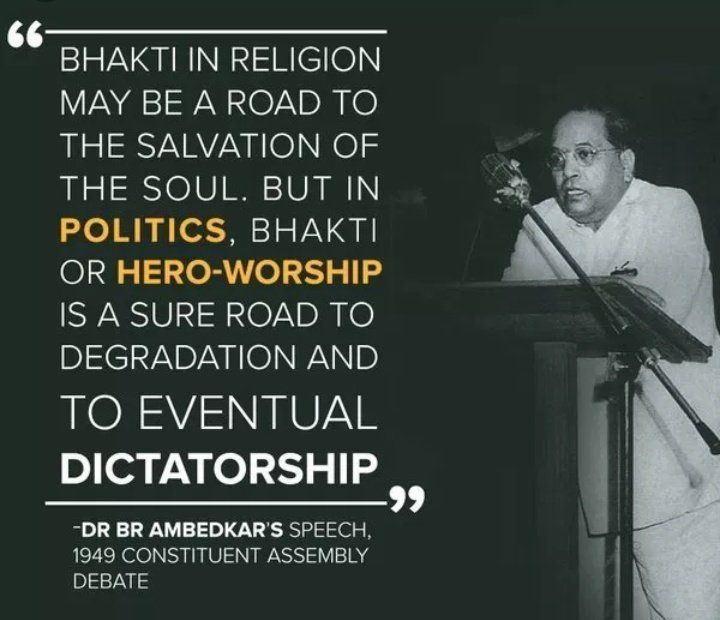 “
BHAKTI IN RELIGION
MAY BE A ROAD TO
THE SALVATION OF
THE SOUL. BUT IN
POLITICS, BHAKTI
OR HERO-WORSHIP
IS A SURE ROAD TO
DEGRADATION AND
TO EVENTUAL
DICTATORSHIP
”
-DR BR AMBEDKAR'S SPEECH,
1949 CONSTITUENT ASSEMBLY
DEBATE